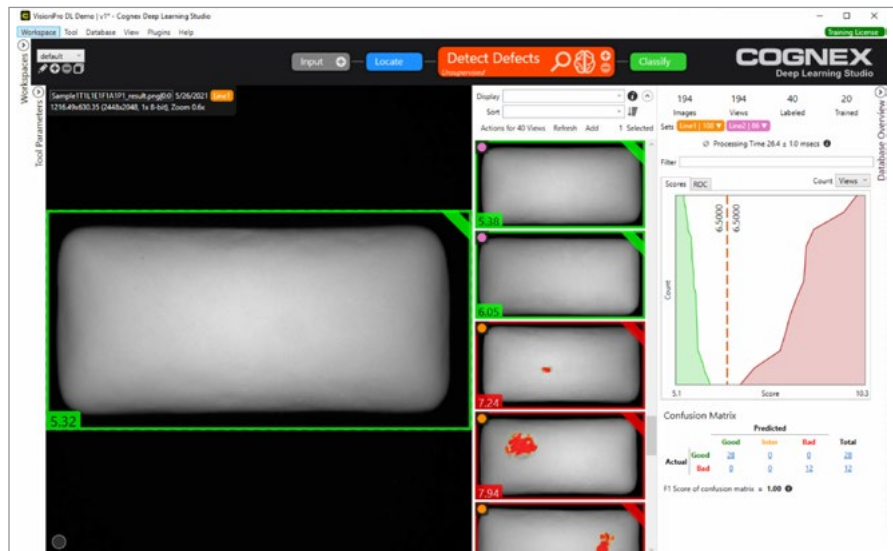 VisionPro DL Demo | v1* - Cognex Deep Learning Studio
Workspace Tool Database View Plugins Help
Training License
Workspaces
default
Input
Locate
Detect Defects
Unsupervised
Classify
COGNEX
Deep Learning Studio
Tool Parameters
Sample1T1L1E1F1A1P1_result.png|0:0 5/26/2021 Line1
1216.49x630.35 (2448x2048, 1x 8-bit), Zoom 0.6x
5.32
Display
Sort
Actions for 40 Views Refresh Add 1 Selected
5.38
6.05
7.24
7.94
Database Overview
194 194 40 20
Images Views Labeled Trained
Sets Line1 | 108 Line2 | 86
Processing Time 26.4 ± 1.0 msecs
Filter
Scores ROC Count Views
6.5000
6.5000
Count
5.1 Score 10.3
Confusion Matrix
Predicted
Good Inter Bad Total
Actual Good 28 0 0 28
Bad 0 0 12 12
F1 Score of confusion matrix = 1.00